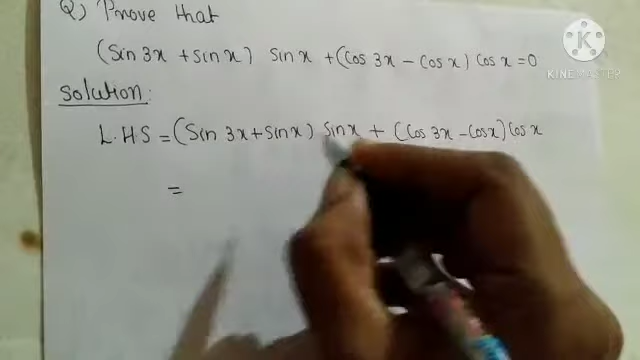 Q) Prove that
(Sin 3x + sin x) sin x + (Cos 3x - Cos x) Cos x = 0
Solution:
L.HS = (Sin 3x + Sin x) Sin x + (Cos 3x - Cos x) Cos x
=
K
KINEMASTER